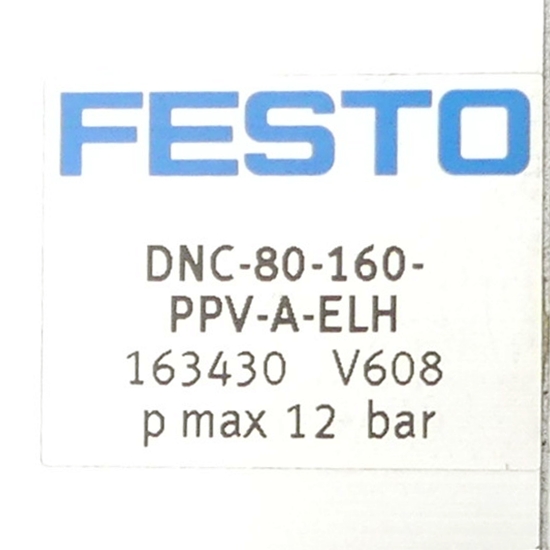 FESTO
DNC-80-160-
PPV-A-ELH
163430 V608
p max 12 bar